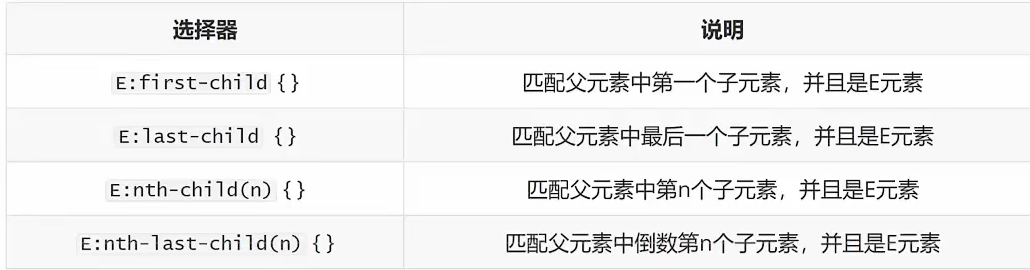 选择器 说明
E:first-child {} 匹配父元素中第一个子元素，并且是E元素
E:last-child {} 匹配父元素中最后一个子元素，并且是E元素
E:nth-child(n) {} 匹配父元素中第n个子元素，并且是E元素
E:nth-last-child(n) {} 匹配父元素中倒数第n个子元素，并且是E元素